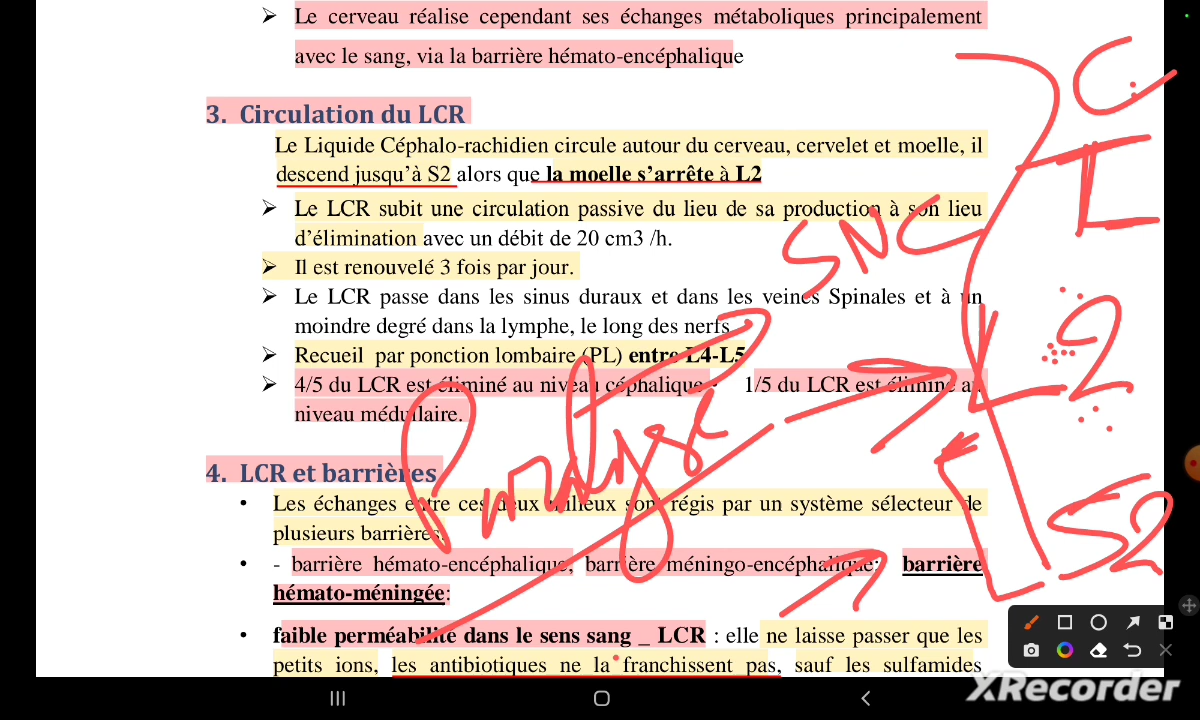 ➢ Le cerveau réalise cependant ses échanges métaboliques principalement
avec le sang, via la barrière hémato-encéphalique
3. Circulation du LCR
Le Liquide Céphalo-rachidien circule autour du cerveau, cervelet et moelle, il
descend jusqu'à S2 alors que la moelle s'arrête à L2
➢ Le LCR subit une circulation passive du lieu de sa production à son lieu
d'élimination avec un débit de 20 cm3 /h.
➢ Il est renouvelé 3 fois par jour.
➢ Le LCR passe dans les sinus duraux et dans les veines Spinales et à un
moindre degré dans la lymphe, le long des nerfs
➢ Recueil par ponction lombaire (PL) entre L4-L5
➢ 4/5 du LCR est éliminé au niveau céphalique 1/5 du LCR est éliminé au
niveau médullaire.
4. LCR et barrières
• Les échanges entre ces deux milieux sont régis par un système sélecteur de
plusieurs barrières.
• - barrière hémato-encéphalique, barrière méningo-encéphalique; barrière
hémato-méningée:
• faible perméabilité dans le sens sang _ LCR : elle ne laisse passer que les
petits ions, les antibiotiques ne la franchissent pas, sauf les sulfamides
SNC
C
L2
S2
XRecorder